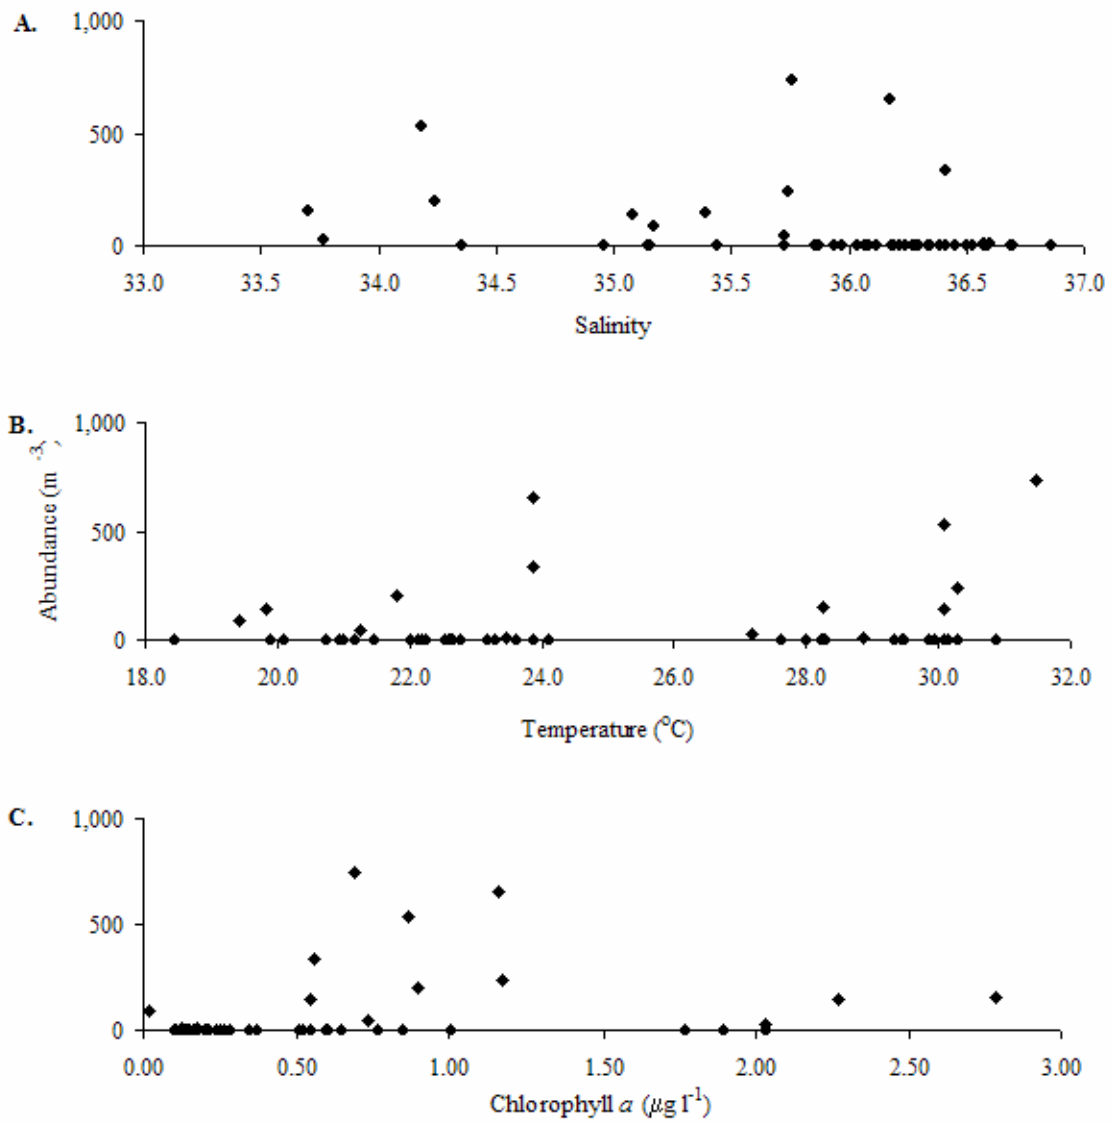 A.
1,000
500
0
33.0 33.5 34.0 34.5 35.0 35.5 36.0 36.5 37.0
Salinity
B.
1,000
Abundance (m -3,
500
0
18.0 20.0 22.0 24.0 26.0 28.0 30.0 32.0
Temperature (oC)
C.
1,000
500
0
0.00 0.50 1.00 1.50 2.00 2.50 3.00
Chlorophyll a (µg l-1)